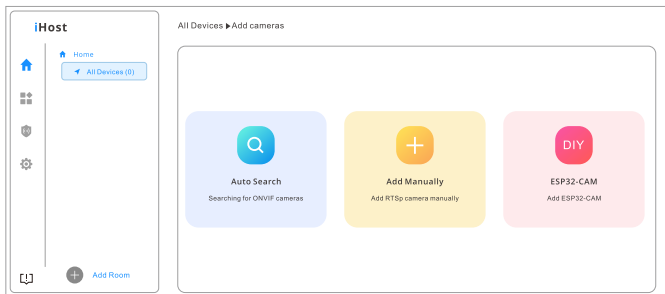 iHost
Home
All Devices (0)
Add Room
All Devices ▶ Add cameras
Auto Search
Searching for ONVIF cameras
Add Manually
Add RTSp camera manually
DIY
ESP32-CAM
Add ESP32-CAM